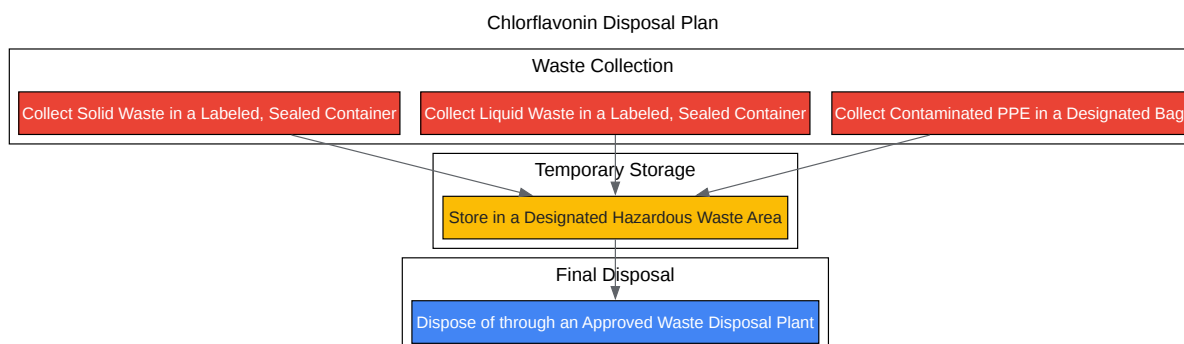 Chlorflavonin Disposal Plan
Waste Collection
Collect Solid Waste in a Labeled, Sealed Container
Collect Liquid Waste in a Labeled, Sealed Container
Collect Contaminated PPE in a Designated Bag
Temporary Storage
Store in a Designated Hazardous Waste Area
Final Disposal
Dispose of through an Approved Waste Disposal Plant